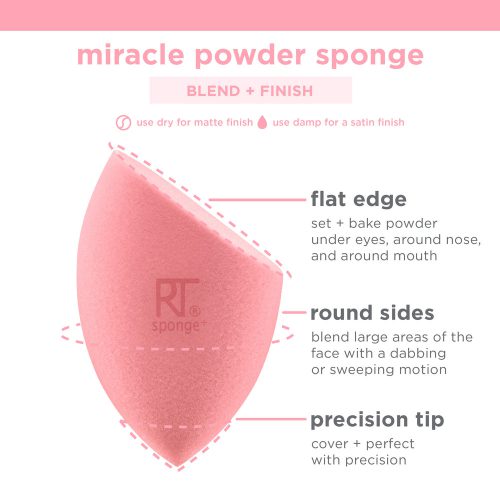 miracle powder sponge
BLEND + FINISH
use dry for matte finish use damp for a satin finish
flat edge
set + bake powder
under eyes, around nose,
and around mouth
RT®
sponge+
round sides
blend large areas of the
face with a dabbing
or sweeping motion
precision tip
cover + perfect
with precision